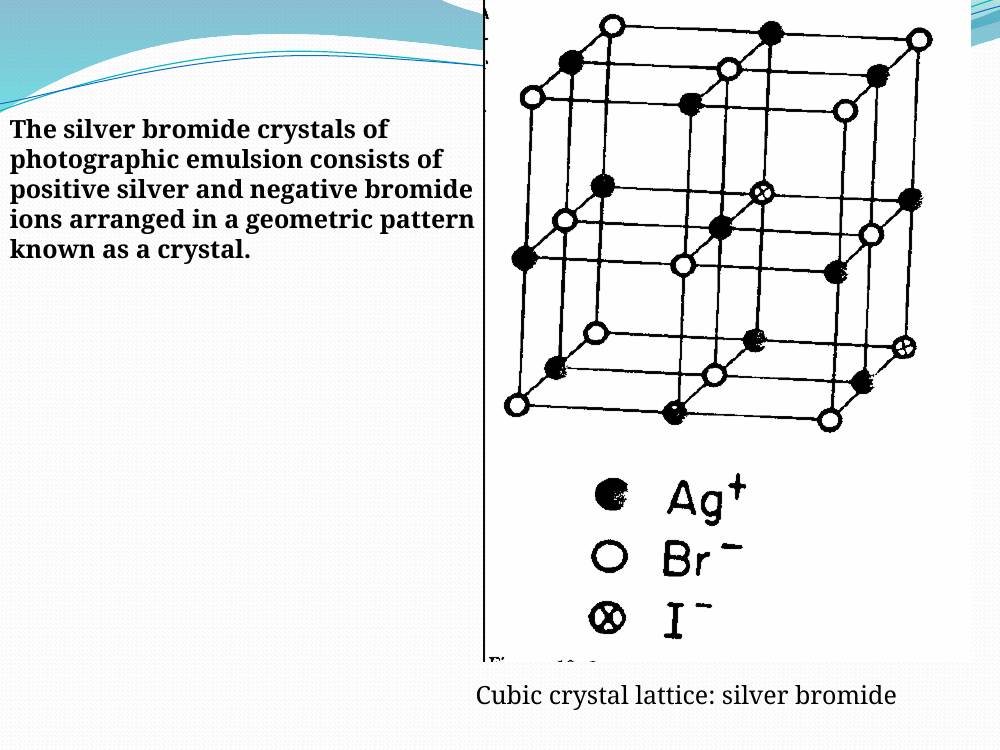 The silver bromide crystals of
photographic emulsion consists of
positive silver and negative bromide
ions arranged in a geometric pattern
known as a crystal.
Ag⁺
Br⁻
I⁻
Cubic crystal lattice: silver bromide